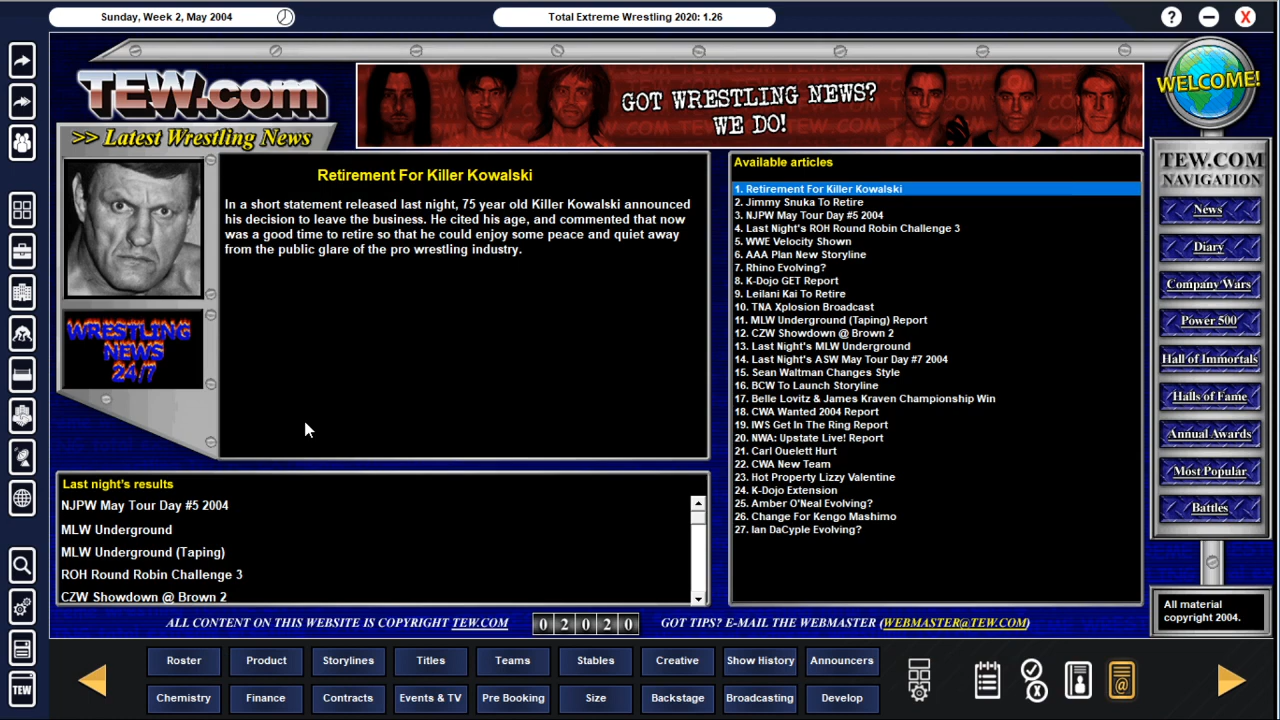 Sunday, Week 2, May 2004
Total Extreme Wrestling 2020: 1.26
? – X
TEW.com
>> Latest Wrestling News
GOT WRESTLING NEWS?
WE DO!
WELCOME!
Retirement For Killer Kowalski
In a short statement released last night, 75 year old Killer Kowalski announced
his decision to leave the business. He cited his age, and commented that now
was a good time to retire so that he could enjoy some peace and quiet away
from the public glare of the pro wrestling industry.
WRESTLING
NEWS
24/7
Last night's results
NJPW May Tour Day #5 2004
MLW Underground
MLW Underground (Taping)
ROH Round Robin Challenge 3
CZW Showdown @ Brown 2
Available articles
1. Retirement For Killer Kowalski
2. Jimmy Snuka To Retire
3. NJPW May Tour Day #5 2004
4. Last Night's ROH Round Robin Challenge 3
5. WWE Velocity Shown
6. AAA Plan New Storyline
7. Rhino Evolving?
8. K-Dojo GET Report
9. Leilani Kai To Retire
10. TNA Xplosion Broadcast
11. MLW Underground (Taping) Report
12. CZW Showdown @ Brown 2
13. Last Night's MLW Underground
14. Last Night's ASW May Tour Day #7 2004
15. Sean Waltman Changes Style
16. BCW To Launch Storyline
17. Belle Lovitz & James Kraven Championship Win
18. CWA Wanted 2004 Report
19. IWS Get In The Ring Report
20. NWA: Upstate Live! Report
21. Carl Ouelett Hurt
22. CWA New Team
23. Hot Property Lizzy Valentine
24. K-Dojo Extension
25. Amber O'Neal Evolving?
26. Change For Kengo Mashimo
27. Ian DaCyple Evolving?
TEW.COM
NAVIGATION
News
Diary
Company Wars
Power 500
Hall of Immortals
Halls of Fame
Annual Awards
Most Popular
Battles
All material
copyright 2004.
ALL CONTENT ON THIS WEBSITE IS COPYRIGHT TEW.COM
0 2 0 2 0
GOT TIPS? E-MAIL THE WEBMASTER (WEBMASTER@TEW.COM)
TEW
Roster
Product
Storylines
Titles
Teams
Stables
Creative
Show History
Announcers
Chemistry
Finance
Contracts
Events & TV
Pre Booking
Size
Backstage
Broadcasting
Develop